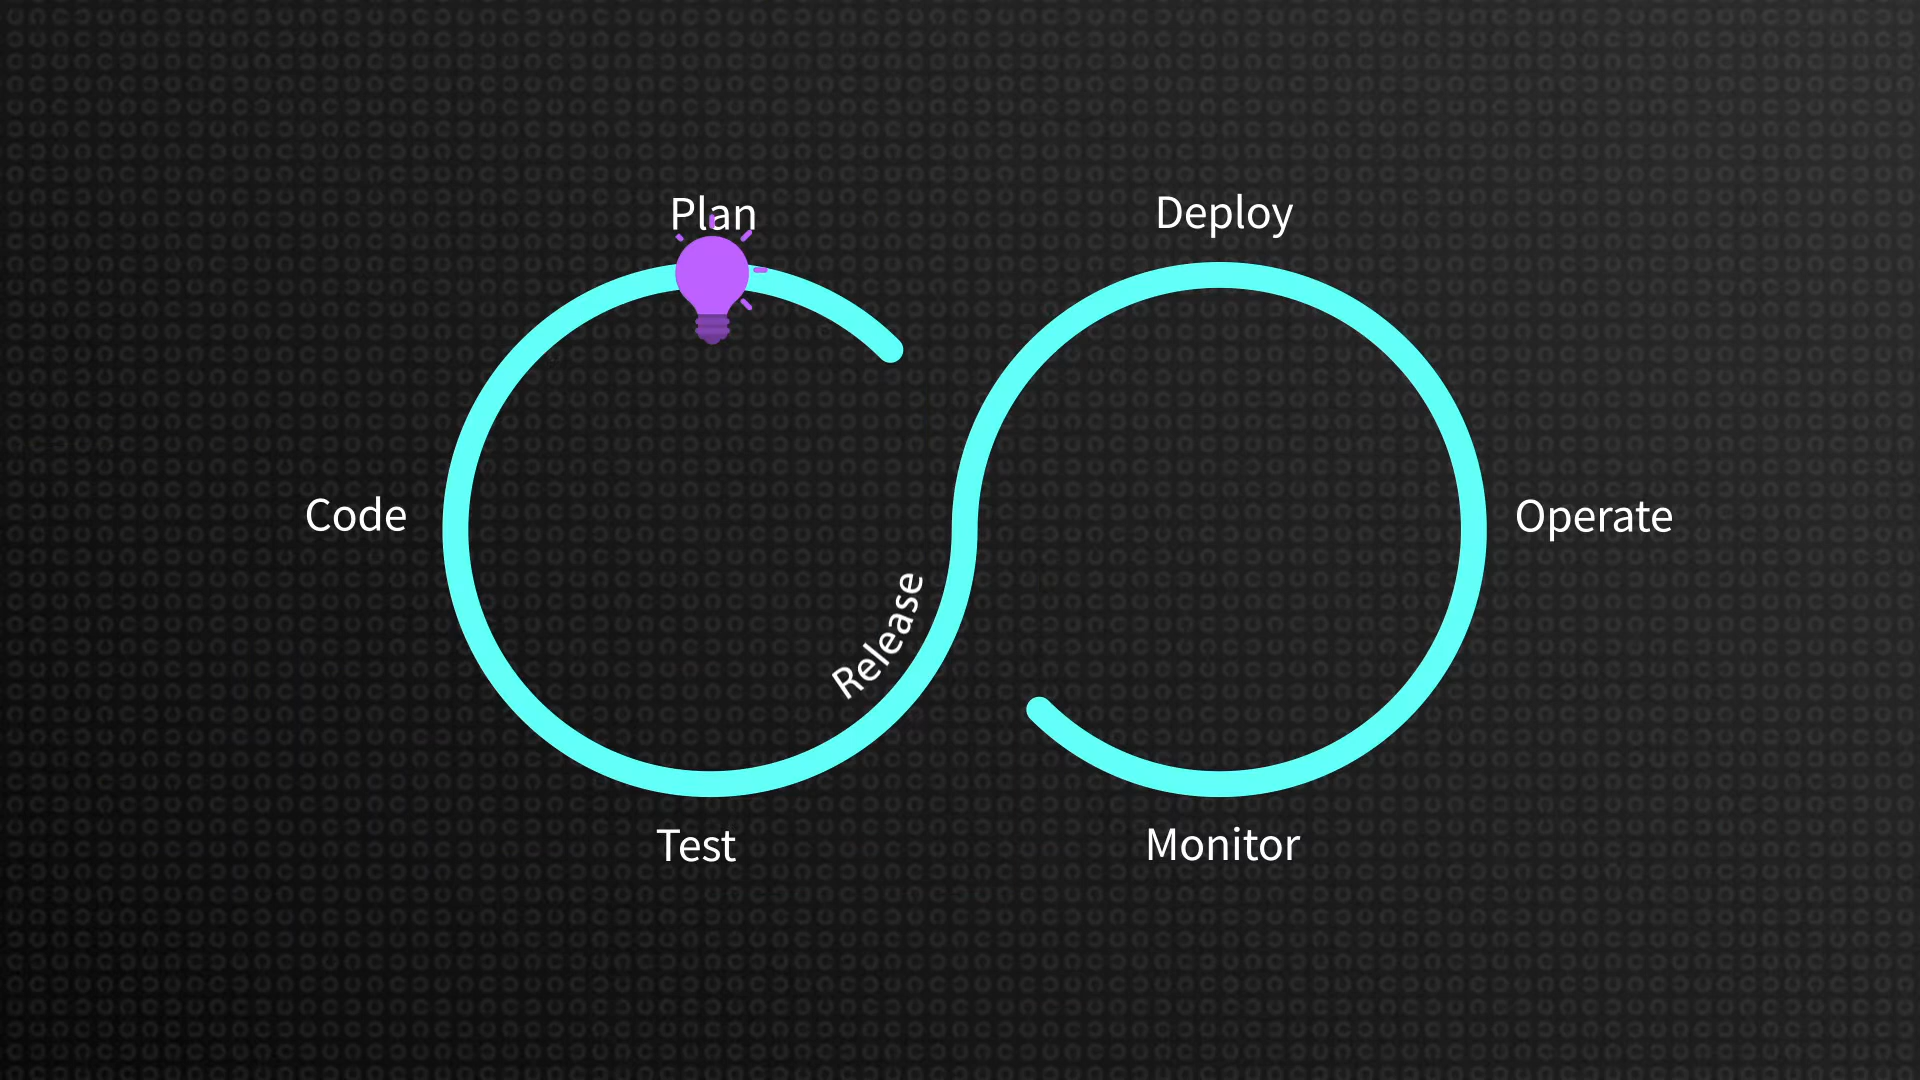 Plan
Deploy
Code
Operate
Release
Test
Monitor